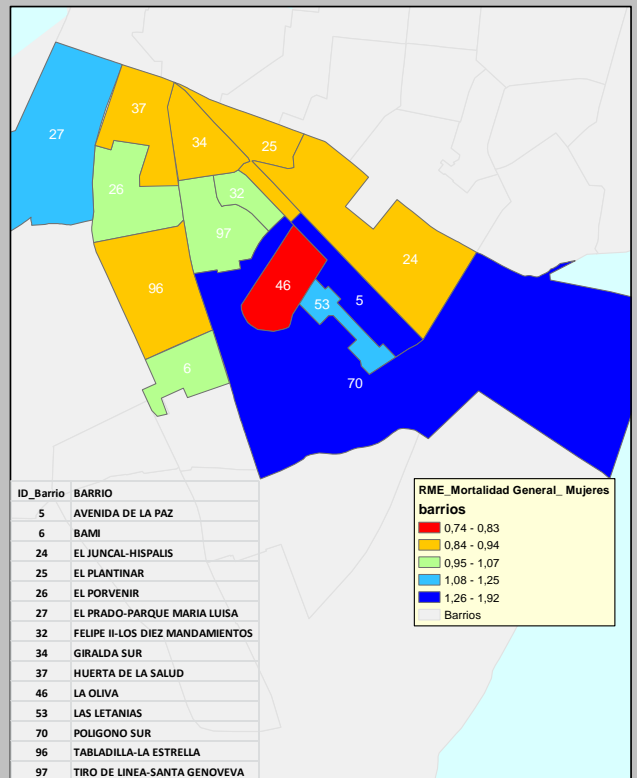 27
37
34
25
26
32
97
24
46
96
53
5
6
70
ID_Barrio BARRIO
5 AVENIDA DE LA PAZ
6 BAMI
24 EL JUNCAL-HISPALIS
25 EL PLANTINAR
26 EL PORVENIR
27 EL PRADO-PARQUE MARIA LUISA
32 FELIPE II-LOS DIEZ MANDAMIENTOS
34 GIRALDA SUR
37 HUERTA DE LA SALUD
46 LA OLIVA
53 LAS LETANIAS
70 POLIGONO SUR
96 TABLADILLA-LA ESTRELLA
97 TIRO DE LINEA-SANTA GENOVEVA
RME_Mortalidad General_ Mujeres
barrios
0,74 - 0,83
0,84 - 0,94
0,95 - 1,07
1,08 - 1,25
1,26 - 1,92
Barrios